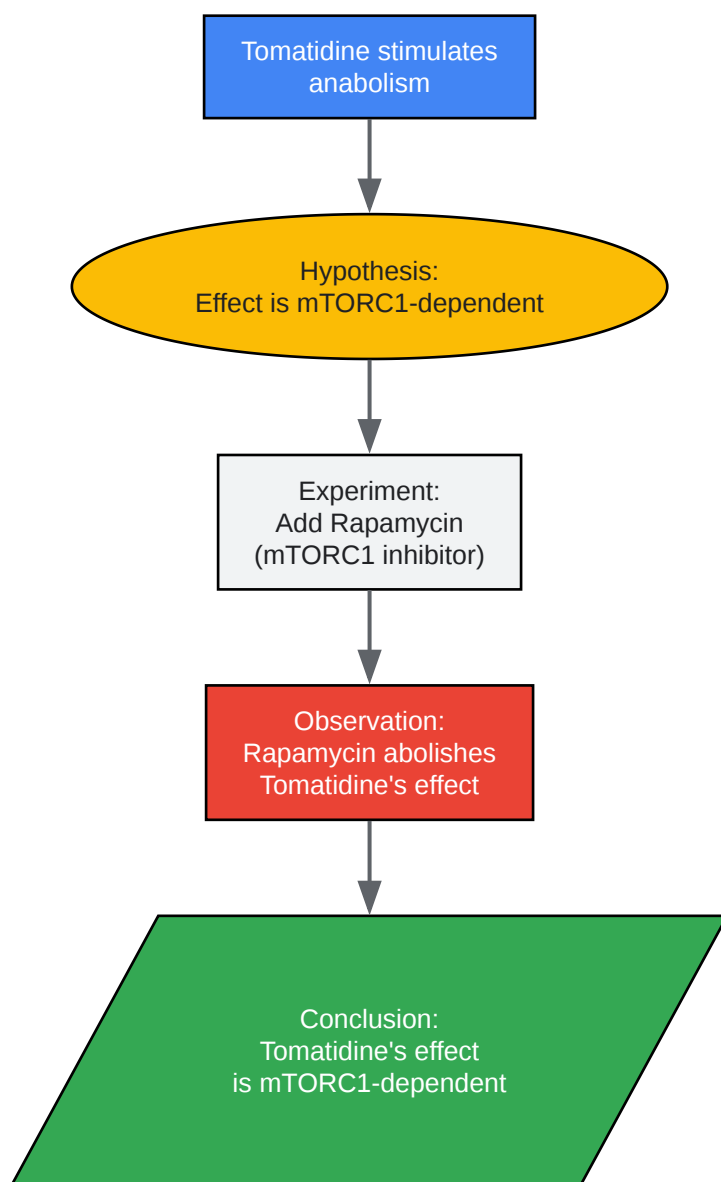 Tomatidine stimulates
anabolism
Hypothesis:
Effect is mTORC1-dependent
Experiment:
Add Rapamycin
(mTORC1 inhibitor)
Observation:
Rapamycin abolishes
Tomatidine's effect
Conclusion:
Tomatidine's effect
is mTORC1-dependent